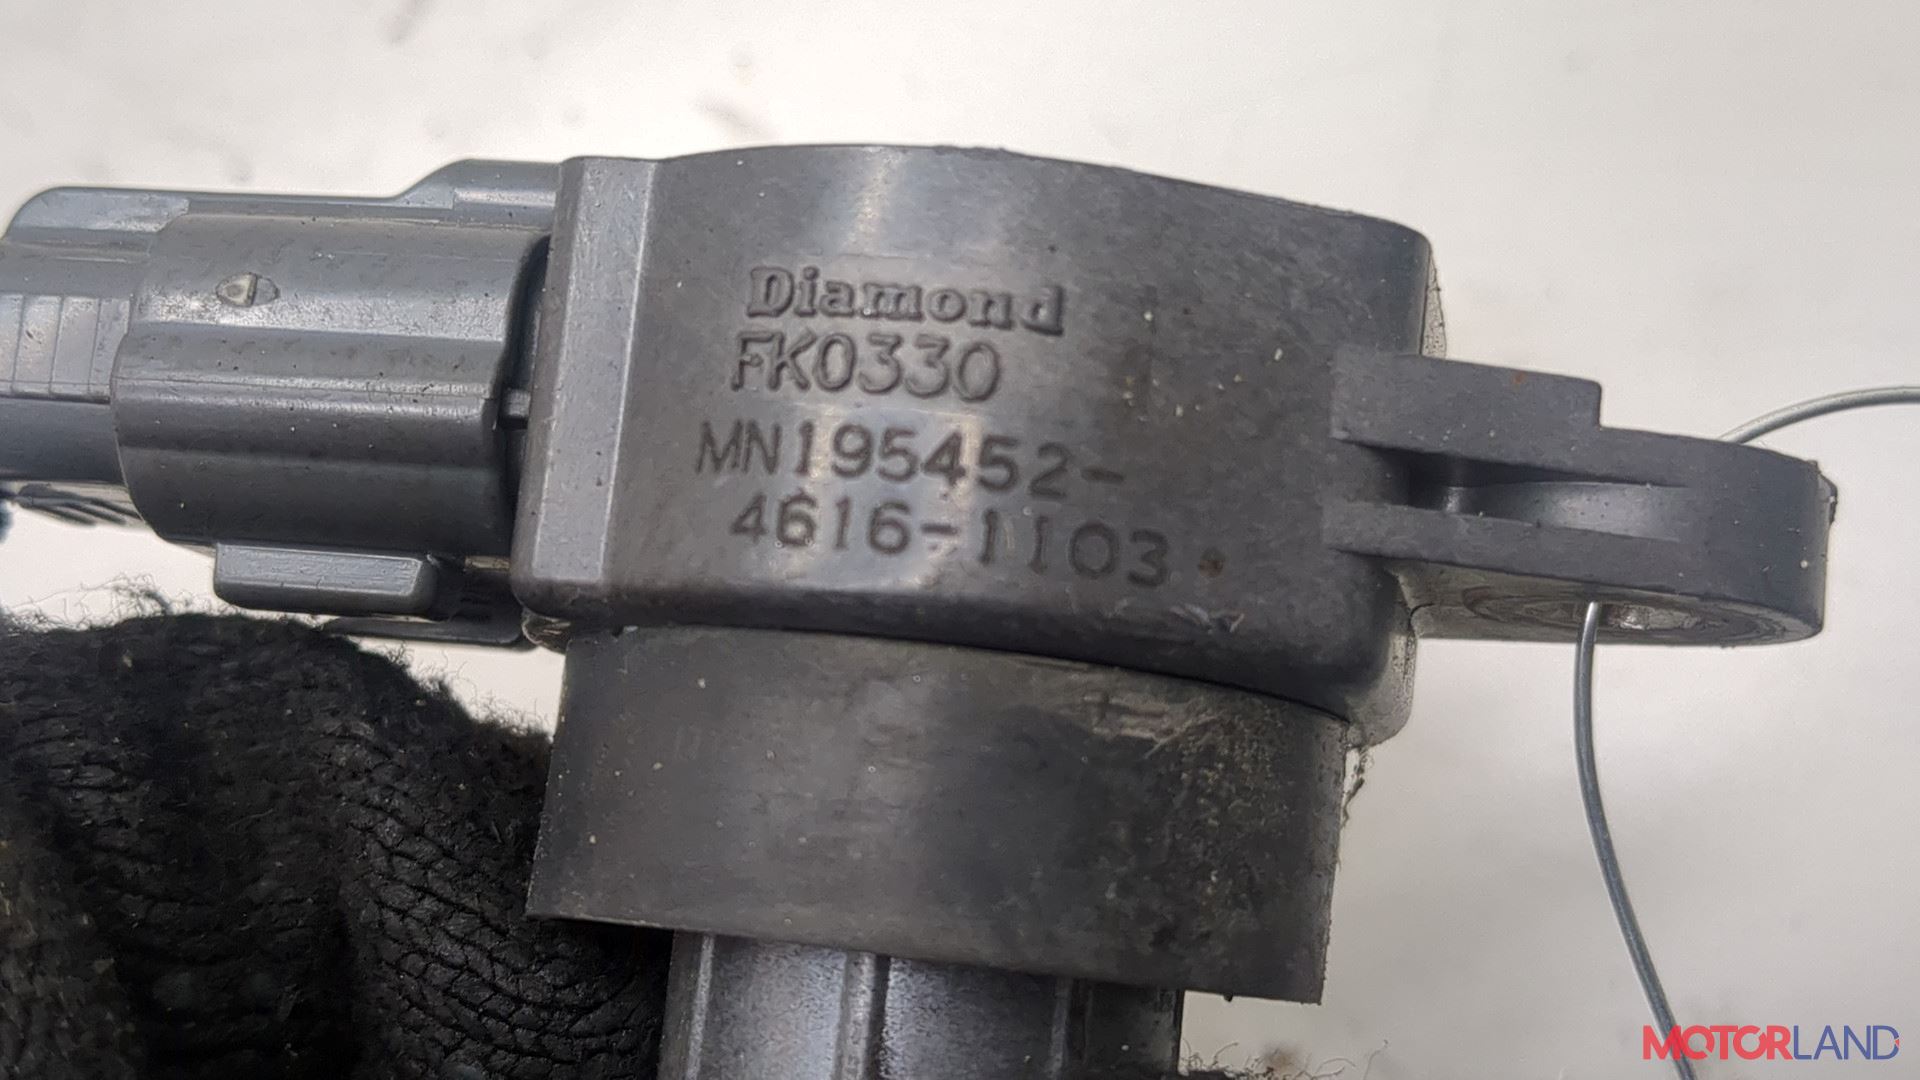 Diamond
FK0330
MN195452-
4616-1103
MOTORLAND